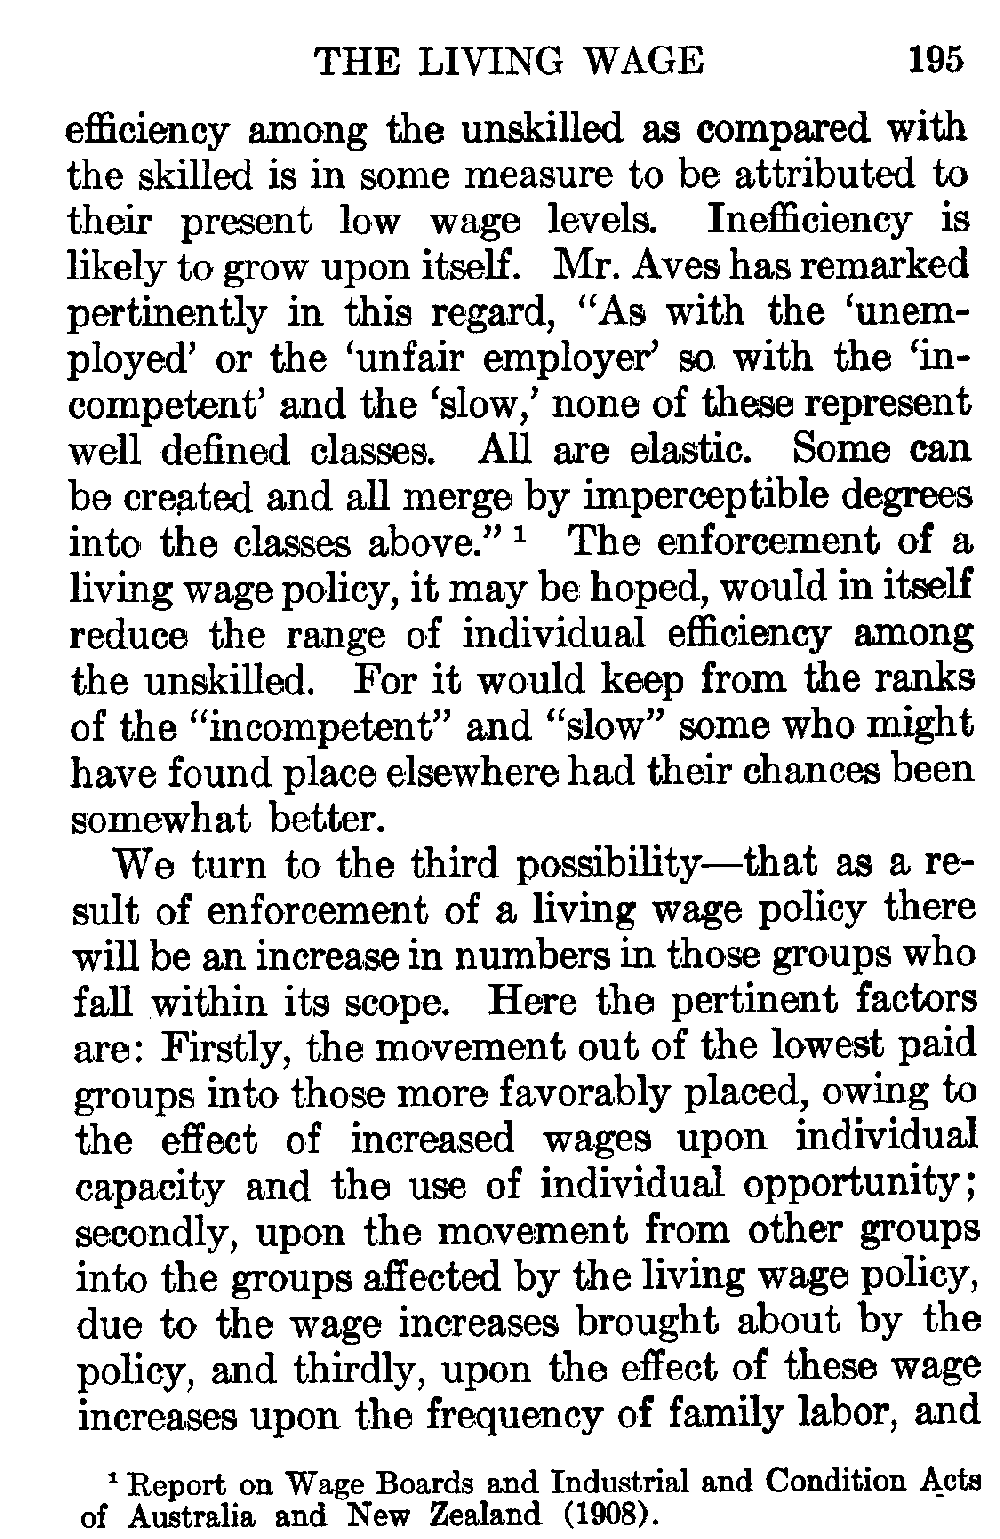 THE LIVING WAGE 195
efficiency among the unskilled as compared with
the skilled is in some measure to be attributed to
their present low wage levels. Inefficiency is
likely to grow upon itself. Mr. Aves has remarked
pertinently in this regard, "As with the 'unem-
ployed' or the 'unfair employer' so with the 'in-
competent' and the 'slow,' none of these represent
well defined classes. All are elastic. Some can
be created and all merge by imperceptible degrees
into the classes above." ¹ The enforcement of a
living wage policy, it may be hoped, would in itself
reduce the range of individual efficiency among
the unskilled. For it would keep from the ranks
of the "incompetent" and "slow" some who might
have found place elsewhere had their chances been
somewhat better.
We turn to the third possibility—that as a re-
sult of enforcement of a living wage policy there
will be an increase in numbers in those groups who
fall within its scope. Here the pertinent factors
are: Firstly, the movement out of the lowest paid
groups into those more favorably placed, owing to
the effect of increased wages upon individual
capacity and the use of individual opportunity;
secondly, upon the movement from other groups
into the groups affected by the living wage policy,
due to the wage increases brought about by the
policy, and thirdly, upon the effect of these wage
increases upon the frequency of family labor, and
¹ Report on Wage Boards and Industrial and Condition Acts
of Australia and New Zealand (1908).